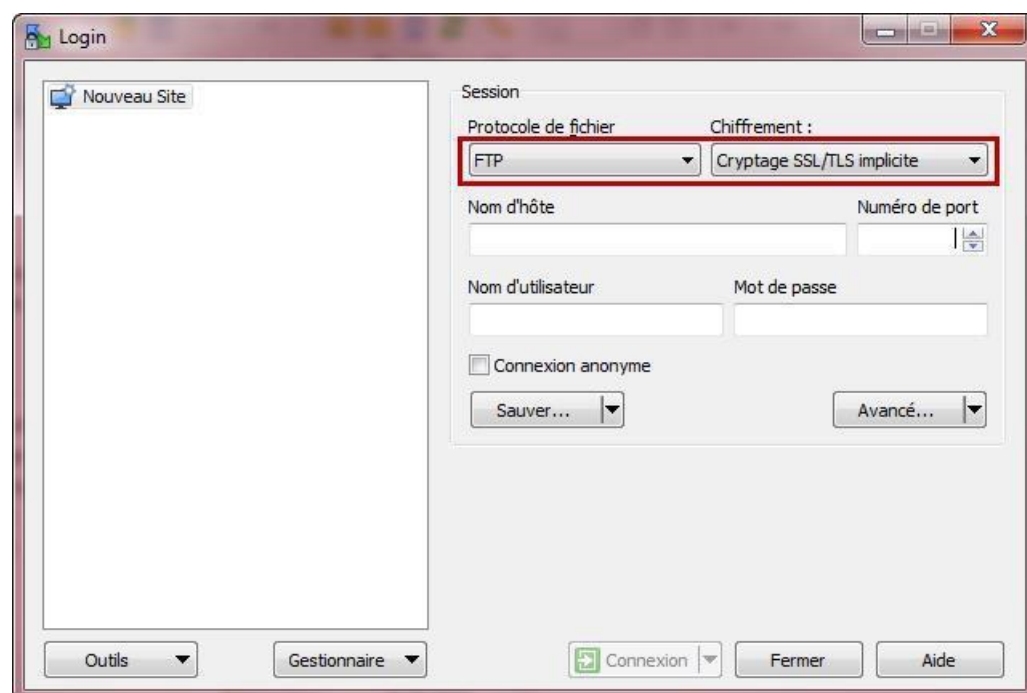 Login
Nouveau Site
Session
Protocole de fichier Chiffrement :
FTP Cryptage SSL/TLS implicite
Nom d'hôte Numéro de port
Nom d'utilisateur Mot de passe
Connexion anonyme
Sauver... Avancé...
Outils Gestionnaire Connexion Fermer Aide